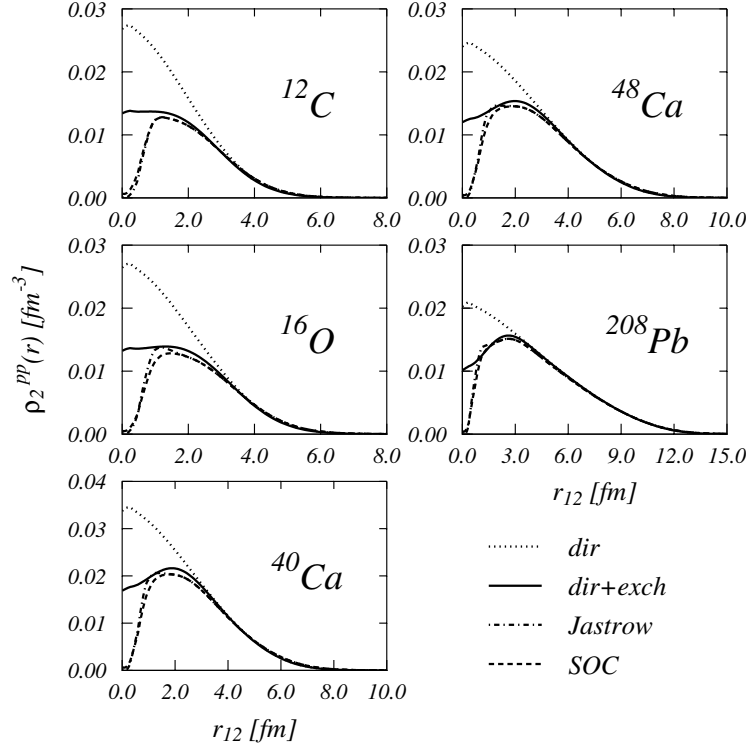 0.03
0.02
0.01
0.00
0.0 2.0 4.0 6.0 8.0
¹²C
0.03
0.02
0.01
0.00
0.0 2.0 4.0 6.0 8.0 10.0
⁴⁸Ca
0.03
0.02
0.01
0.00
0.0 2.0 4.0 6.0 8.0
¹⁶O
ρ₂ᵖᵖ(r) [fm⁻³]
0.03
0.02
0.01
0.00
0.0 3.0 6.0 9.0 12.0 15.0
²⁰⁸Pb
r₁₂ [fm]
0.04
0.03
0.02
0.01
0.00
0.0 2.0 4.0 6.0 8.0 10.0
⁴⁰Ca
r₁₂ [fm]
dir
dir+exch
Jastrow
SOC